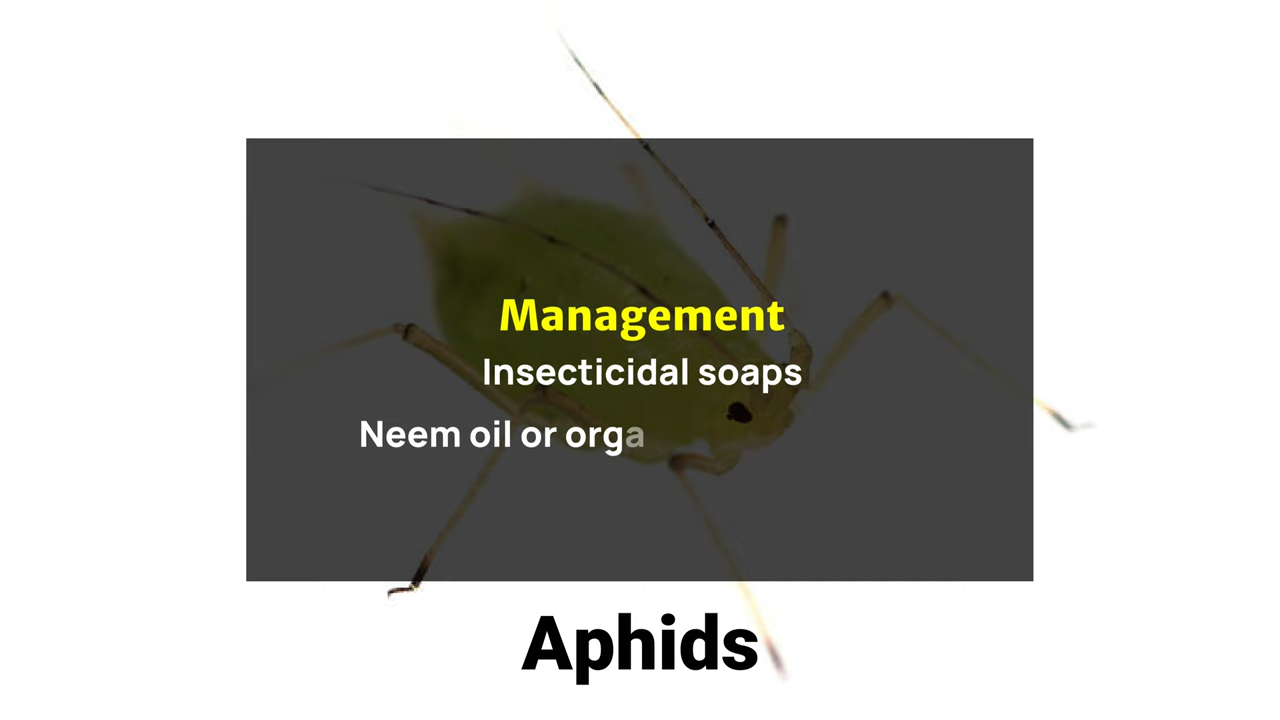 Management
Insecticidal soaps
Neem oil or orga
Aphids